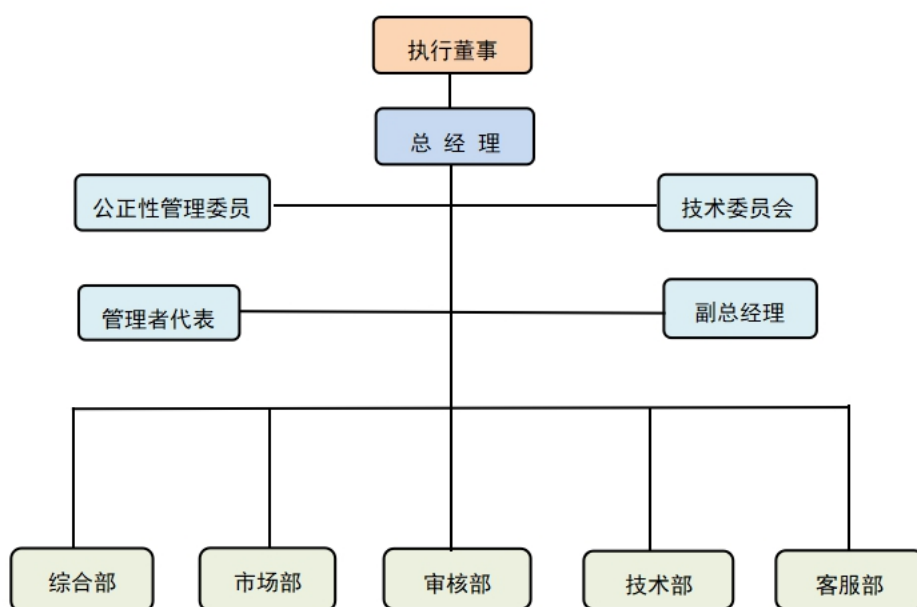 执行董事
总 经 理
公正性管理委员
技术委员会
管理者代表
副总经理
综合部
市场部
审核部
技术部
客服部